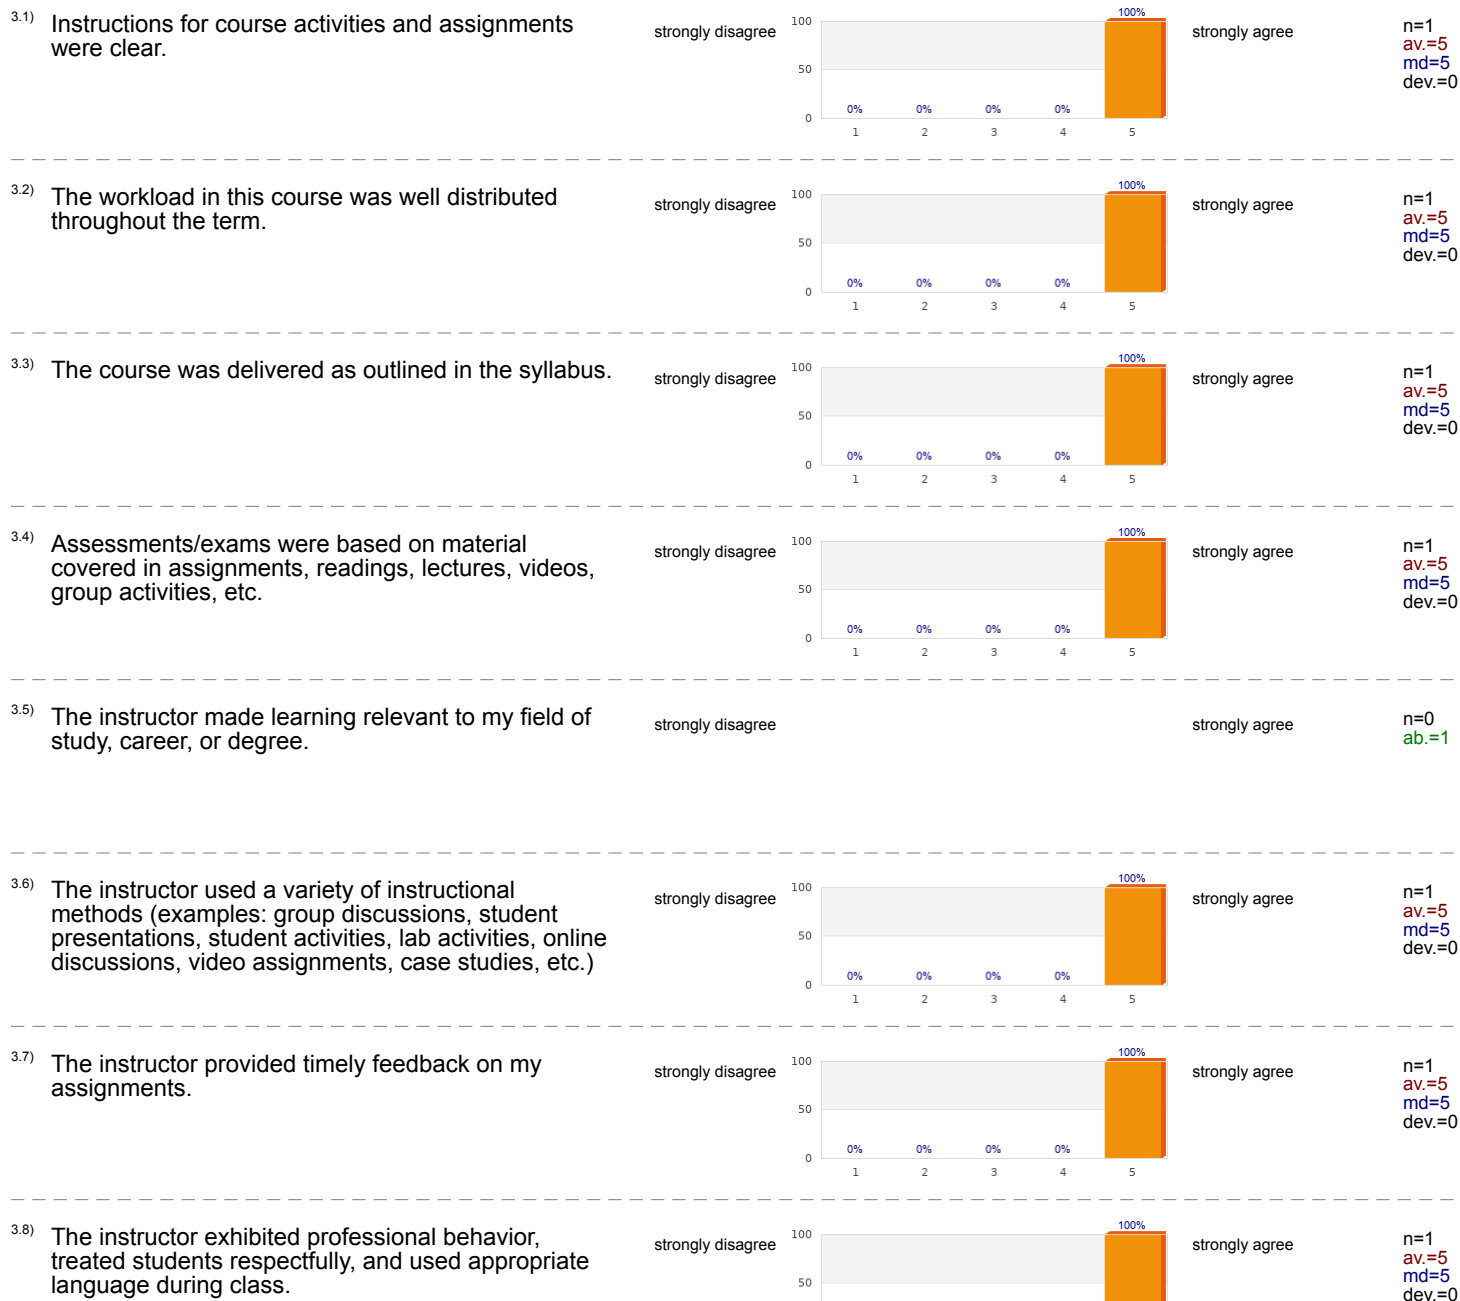 3.1) Instructions for course activities and assignments
were clear.
strongly disagree
100
50
0
0% 0% 0% 0% 100%
1 2 3 4 5
strongly agree
n=1
av.=5
md=5
dev.=0
3.2) The workload in this course was well distributed
throughout the term.
strongly disagree
100
50
0
0% 0% 0% 0% 100%
1 2 3 4 5
strongly agree
n=1
av.=5
md=5
dev.=0
3.3) The course was delivered as outlined in the syllabus.
strongly disagree
100
50
0
0% 0% 0% 0% 100%
1 2 3 4 5
strongly agree
n=1
av.=5
md=5
dev.=0
3.4) Assessments/exams were based on material
covered in assignments, readings, lectures, videos,
group activities, etc.
strongly disagree
100
50
0
0% 0% 0% 0% 100%
1 2 3 4 5
strongly agree
n=1
av.=5
md=5
dev.=0
3.5) The instructor made learning relevant to my field of
study, career, or degree.
strongly disagree
strongly agree
n=0
ab.=1
3.6) The instructor used a variety of instructional
methods (examples: group discussions, student
presentations, student activities, lab activities, online
discussions, video assignments, case studies, etc.)
strongly disagree
100
50
0
0% 0% 0% 0% 100%
1 2 3 4 5
strongly agree
n=1
av.=5
md=5
dev.=0
3.7) The instructor provided timely feedback on my
assignments.
strongly disagree
100
50
0
0% 0% 0% 0% 100%
1 2 3 4 5
strongly agree
n=1
av.=5
md=5
dev.=0
3.8) The instructor exhibited professional behavior,
treated students respectfully, and used appropriate
language during class.
strongly disagree
100
50
100%
strongly agree
n=1
av.=5
md=5
dev.=0